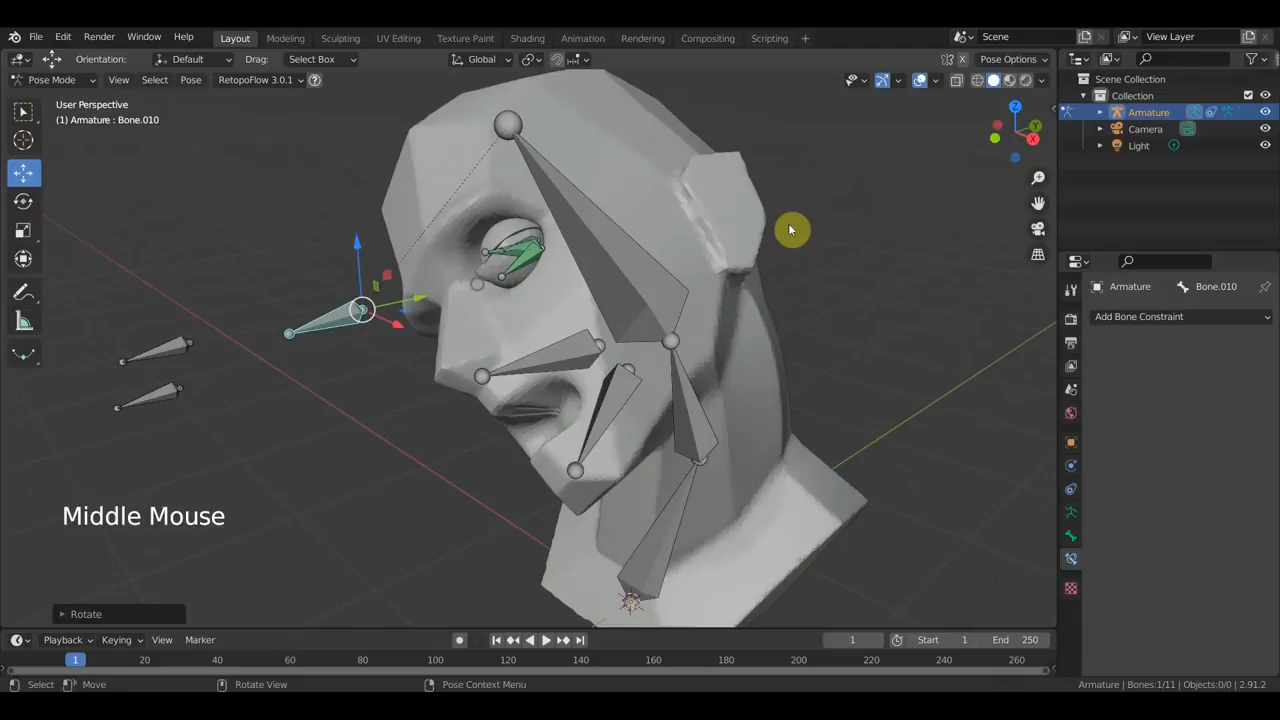 File Edit Render Window Help Layout Modeling Sculpting UV Editing Texture Paint Shading Animation Rendering Compositing Scripting + Scene View Layer
Orientation: Default Drag: Select Box Global Pose Options
Pose Mode View Select Pose RetopoFlow 3.0.1 ?
Scene Collection
Collection
Armature
Camera
Light
User Perspective
(1) Armature : Bone.010
Z
Y
X
Armature Bone.010
Add Bone Constraint
Middle Mouse
Rotate
Playback Keying View Marker 1 Start 1 End 250
1 20 40 60 80 100 120 140 160 180 200 220 240 260
Select Move Rotate View Pose Context Menu Armature | Bones:1/11 | Objects:0/0 | 2.91.2